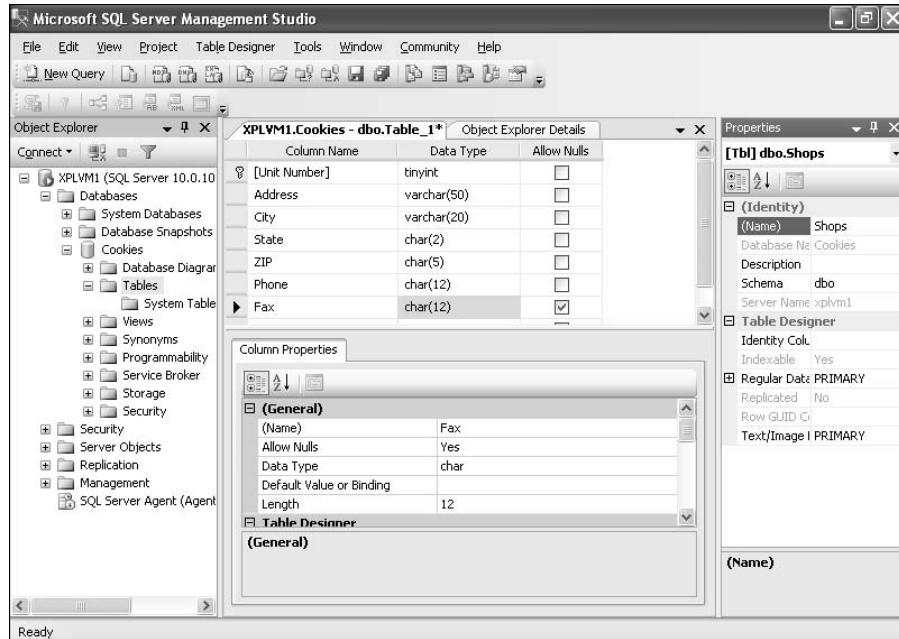 Microsoft SQL Server Management Studio
File Edit View Project Table Designer Tools Window Community Help
New Query
Object Explorer
Connect
XPLVM1 (SQL Server 10.0.10
Databases
System Databases
Database Snapshots
Cookies
Database Diagrar
Tables
System Table
Views
Synonyms
Programmability
Service Broker
Storage
Security
Security
Server Objects
Replication
Management
SQL Server Agent (Agent
XPLVM1.Cookies - dbo.Table_1* Object Explorer Details
Column Name Data Type Allow Nulls
[Unit Number] tinyint
Address varchar(50)
City varchar(20)
State char(2)
ZIP char(5)
Phone char(12)
Fax char(12)
Column Properties
(General)
(Name) Fax
Allow Nulls Yes
Data Type char
Default Value or Binding
Length 12
Table Designer
(General)
Properties
[Tbl] dbo.Shops
(Identity)
(Name) Shops
Database Na Cookies
Description
Schema dbo
Server Name xplvm1
Table Designer
Identity Colu
Indexable Yes
Regular Data PRIMARY
Replicated No
Row GUID C
Text/Image I PRIMARY
(Name)
Ready